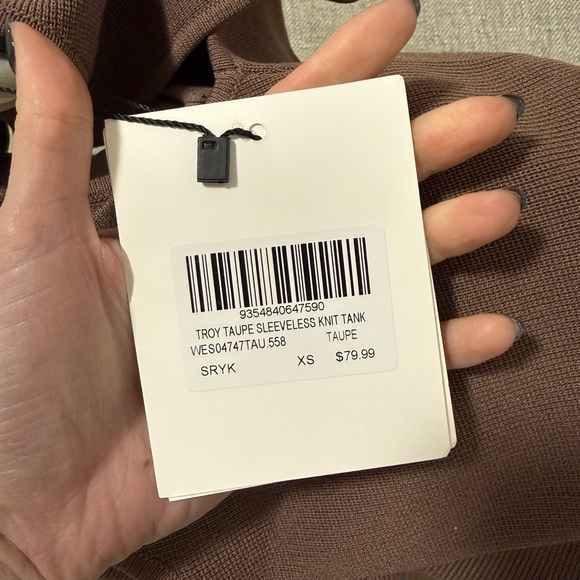 9354840647590
TROY TAUPE SLEEVELESS KNIT TANK
WES04747TAU.558 TAUPE
SRYK XS $79.99